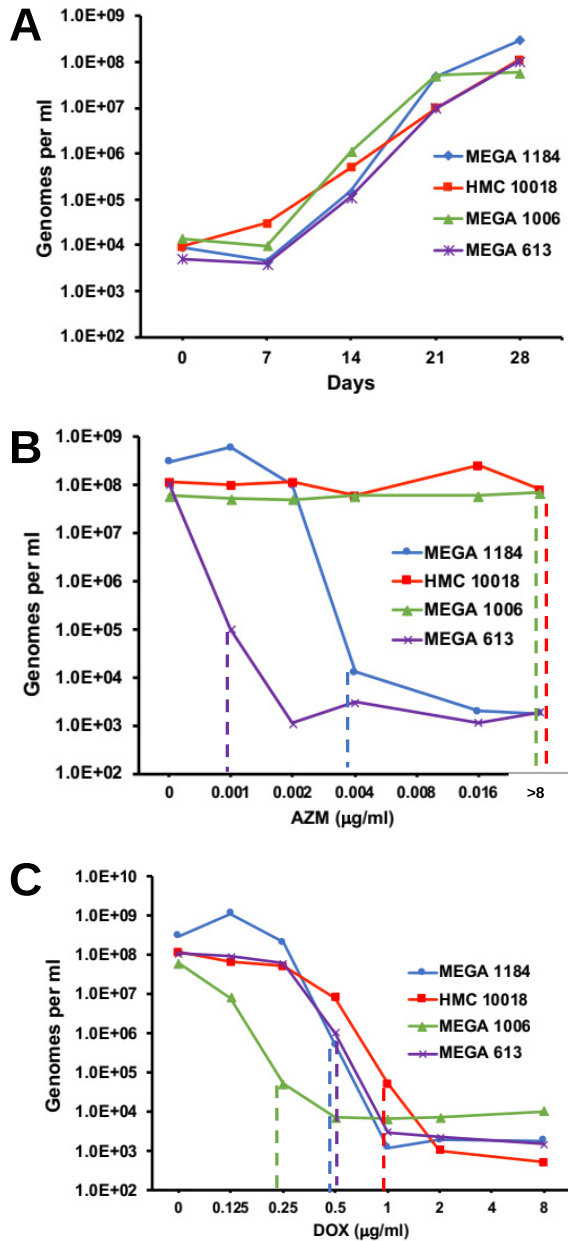 A
1.0E+09
1.0E+08
1.0E+07
1.0E+06
1.0E+05
1.0E+04
1.0E+03
1.0E+02
Genomes per ml
MEGA 1184
HMC 10018
MEGA 1006
MEGA 613
0 7 14 21 28
Days
B
1.0E+09
1.0E+08
1.0E+07
1.0E+06
1.0E+05
1.0E+04
1.0E+03
1.0E+02
Genomes per ml
MEGA 1184
HMC 10018
MEGA 1006
MEGA 613
0 0.001 0.002 0.004 0.008 0.016 >8
AZM (µg/ml)
C
1.0E+10
1.0E+09
1.0E+08
1.0E+07
1.0E+06
1.0E+05
1.0E+04
1.0E+03
1.0E+02
Genomes per ml
MEGA 1184
HMC 10018
MEGA 1006
MEGA 613
0 0.125 0.25 0.5 1 2 4 8
DOX (µg/ml)